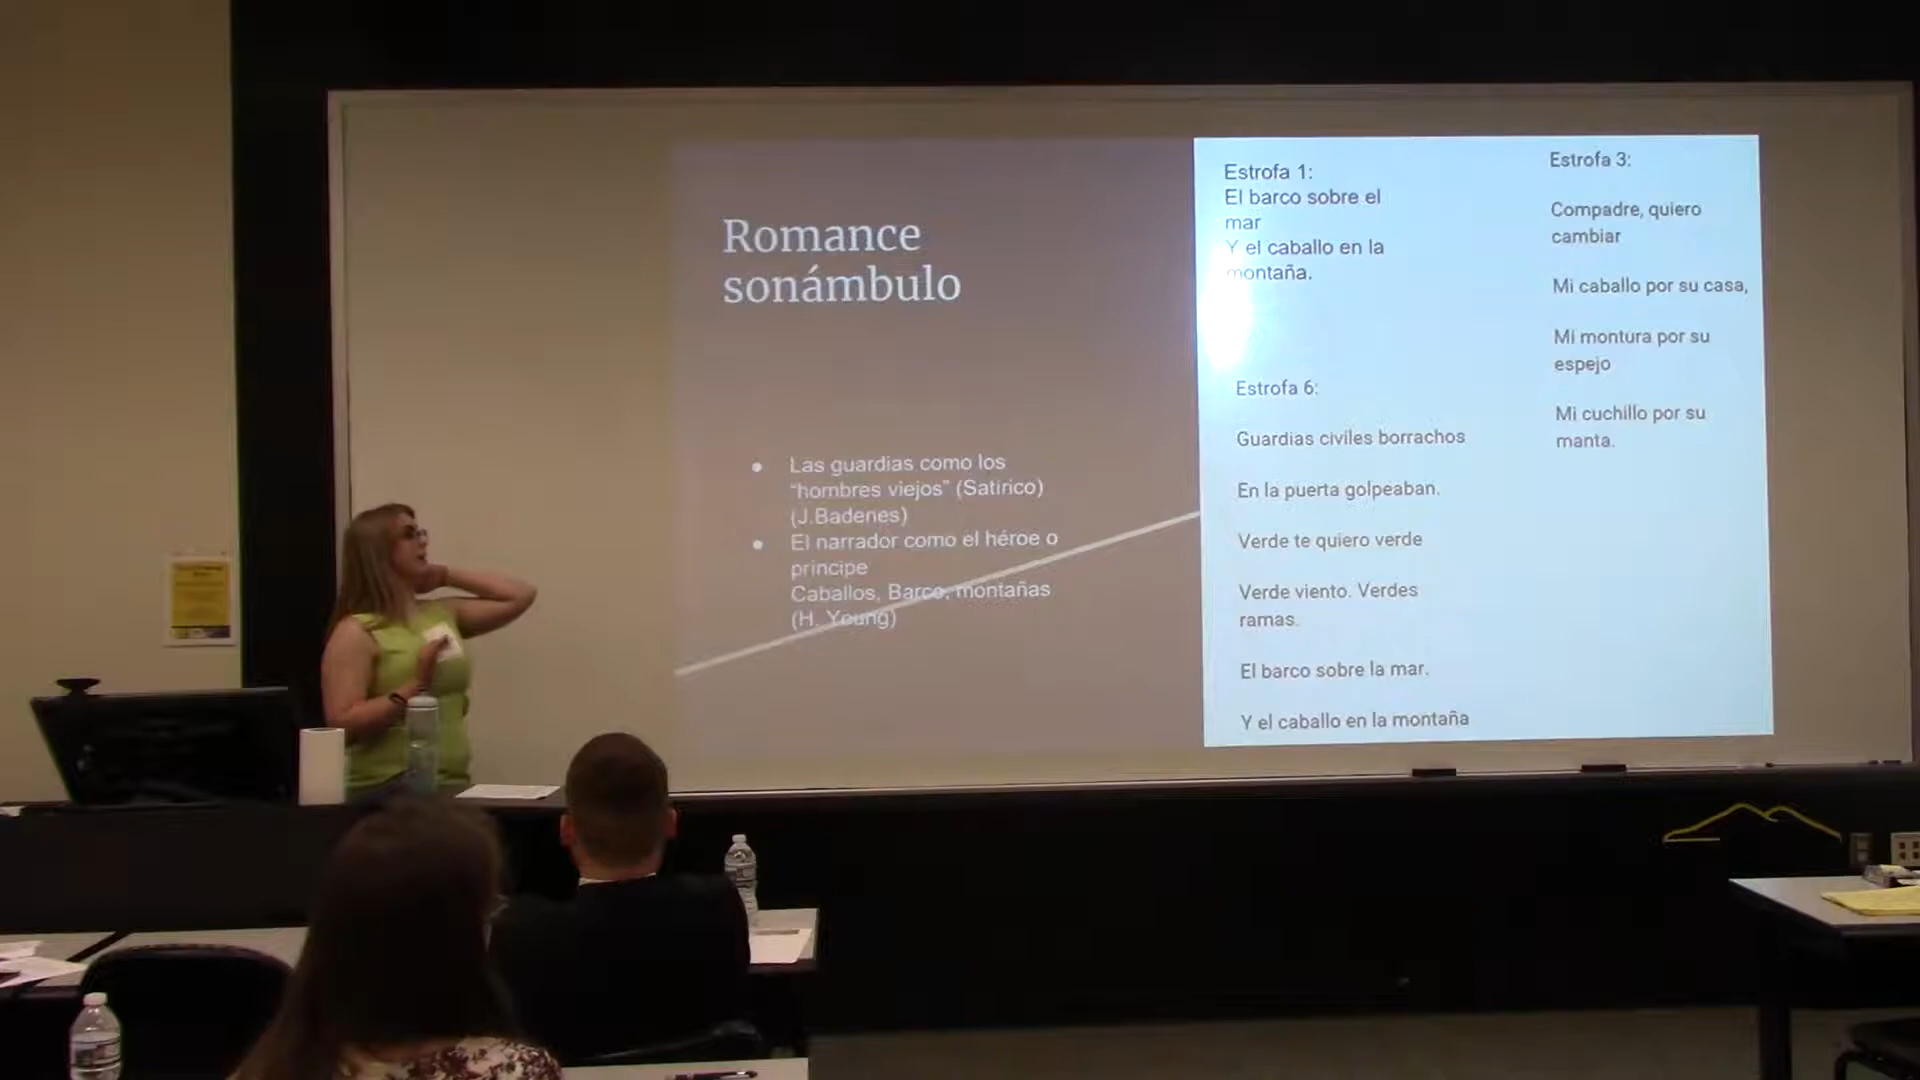 Romance
sonámbulo
Las guardias como los
"hombres viejos" (Satirico)
(J.Badenes)
El narrador como el héroe o
principe
Caballos, Barco, montañas
(H. Young)
Estrofa 1:
El barco sobre el
mar
Y el caballo en la
montaña.
Estrofa 6:
Guardias civiles borrachos
En la puerta golpeaban.
Verde te quiero verde
Verde viento. Verdes
ramas.
El barco sobre la mar.
Y el caballo en la montaña
Estrofa 3:
Compadre, quiero
cambiar
Mi caballo por su casa,
Mi montura por su
espejo
Mi cuchillo por su
manta.